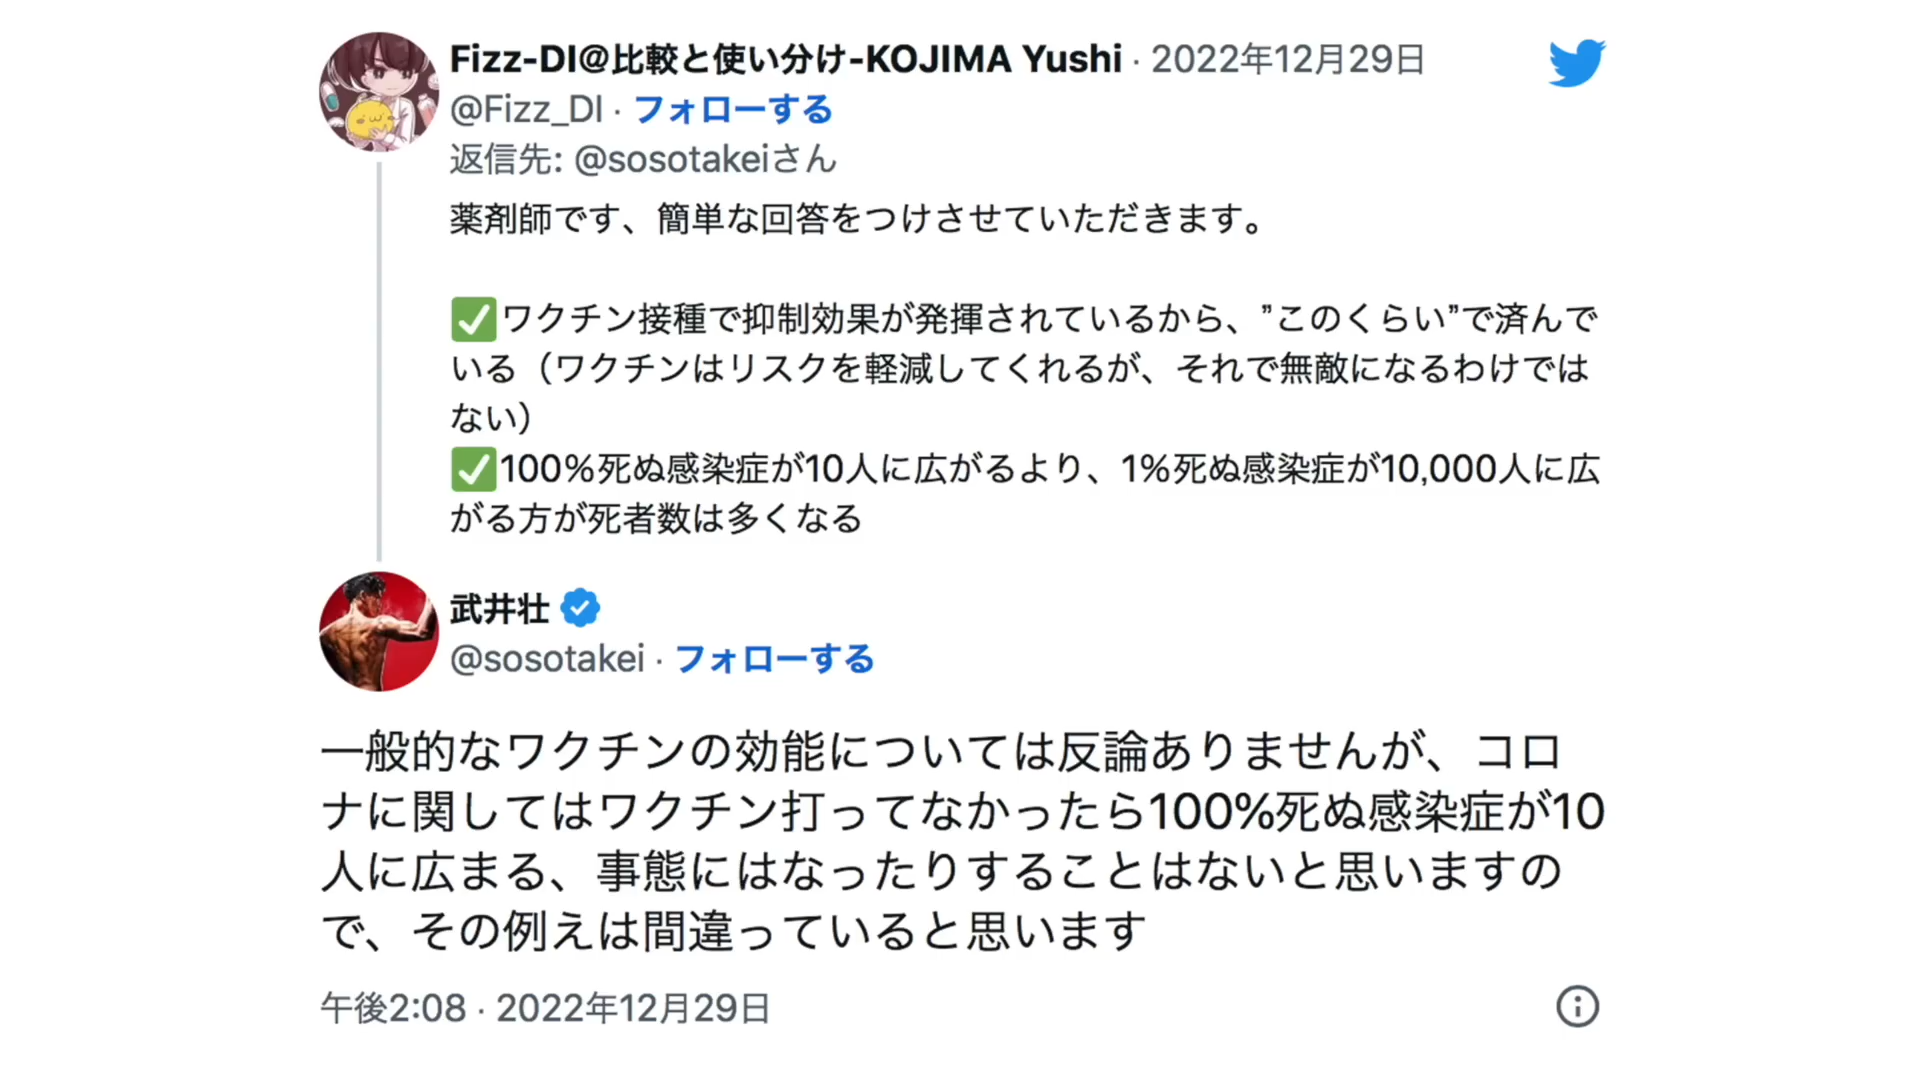 Fizz-DI@比較と使い分け-KOJIMA Yushi · 2022年12月29日
@Fizz_DI · フォローする
返信先: @sosotakeiさん
薬剤師です、簡単な回答をつけさせていただきます。
✅ワクチン接種で抑制効果が発揮されているから、”このくらい”で済んで
いる（ワクチンはリスクを軽減してくれるが、それで無敵になるわけでは
ない）
✅100%死ぬ感染症が10人に広がるより、1%死ぬ感染症が10,000人に広
がる方が死者数は多くなる
武井壮
@sosotakei · フォローする
一般的なワクチンの効能については反論ありませんが、コロ
ナに関してはワクチン打ってなかったら100%死ぬ感染症が10
人に広まる、事態にはなったりすることはないと思いますの
で、その例えは間違っていると思います
午後2:08 · 2022年12月29日